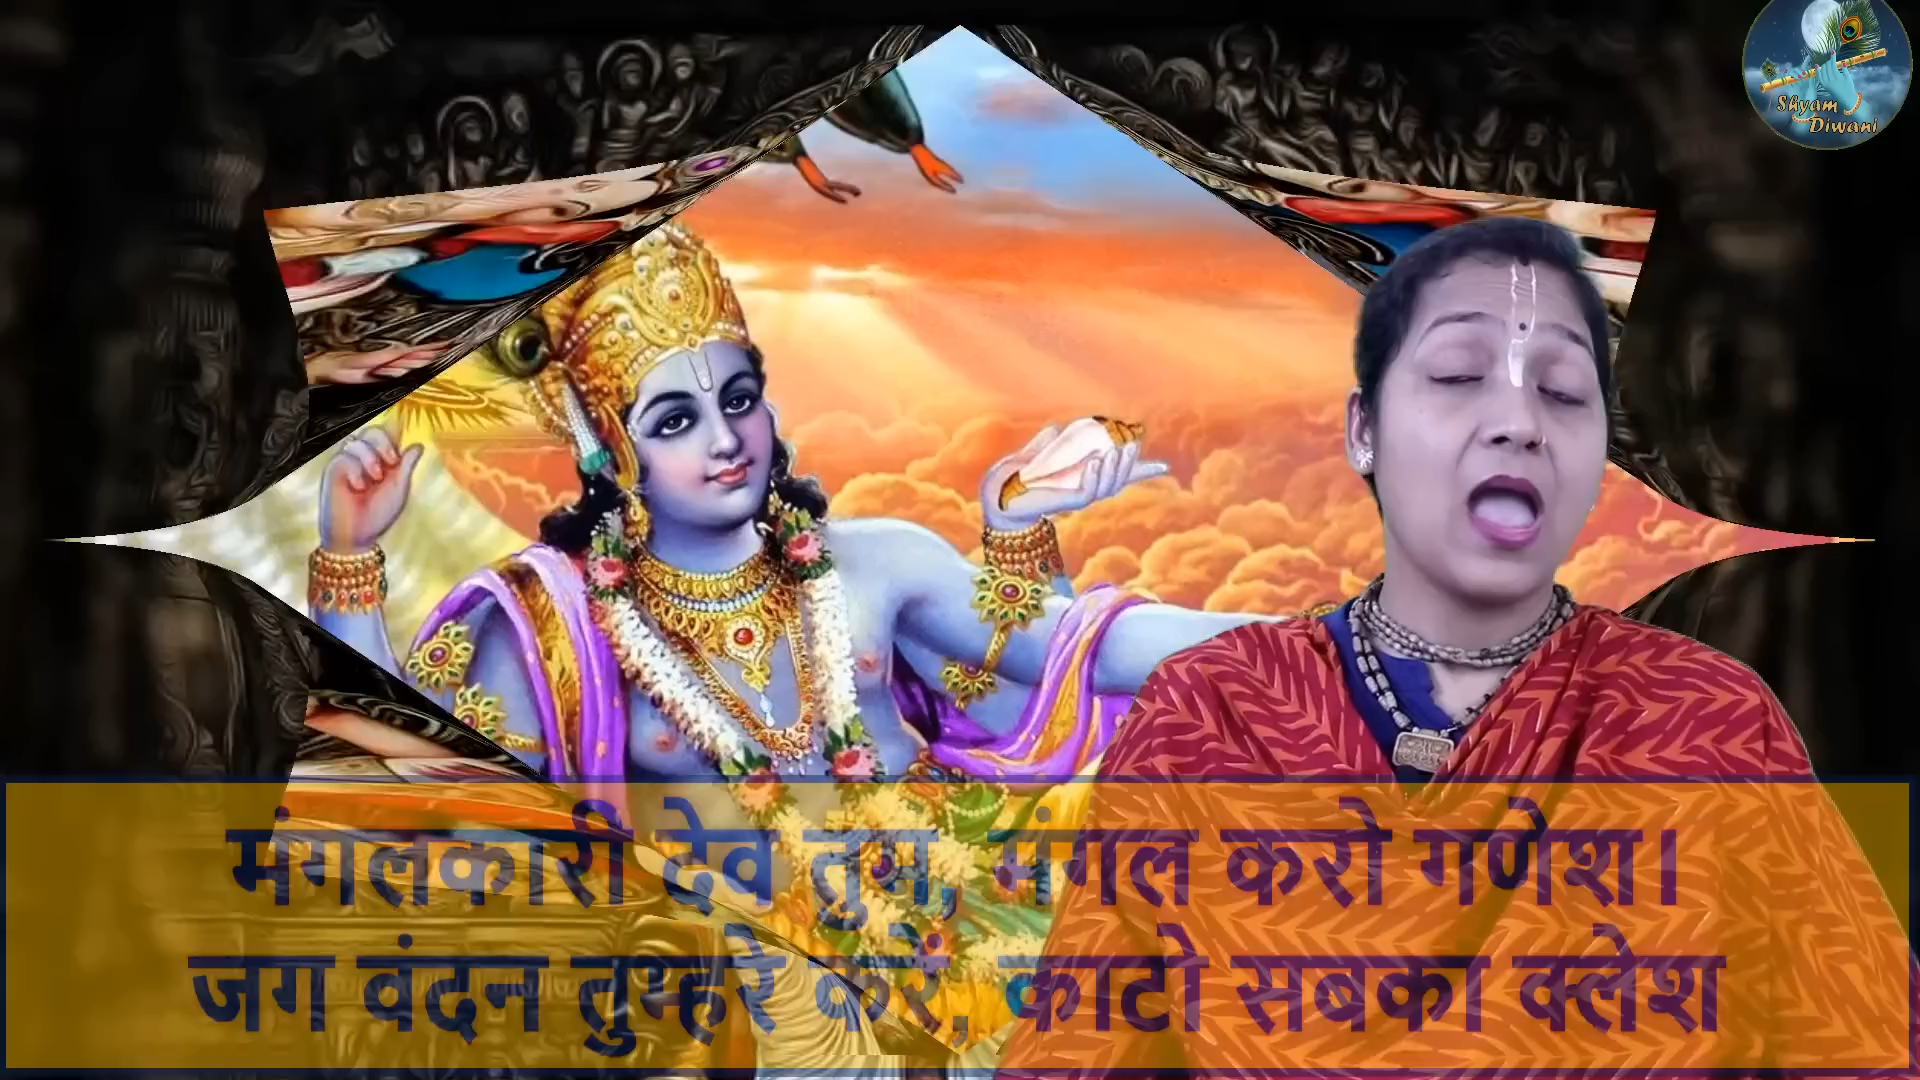 Shyam
Diwani
मंगलकारी देव तुम, मंगल करो गणेश।
जग वंदन तुम्हरे करें, काटो सबका क्लेश